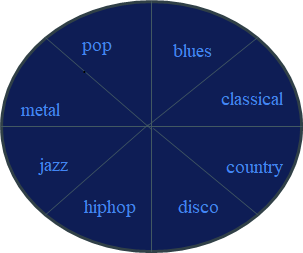 pop
blues
classical
metal
jazz
country
hiphop
disco